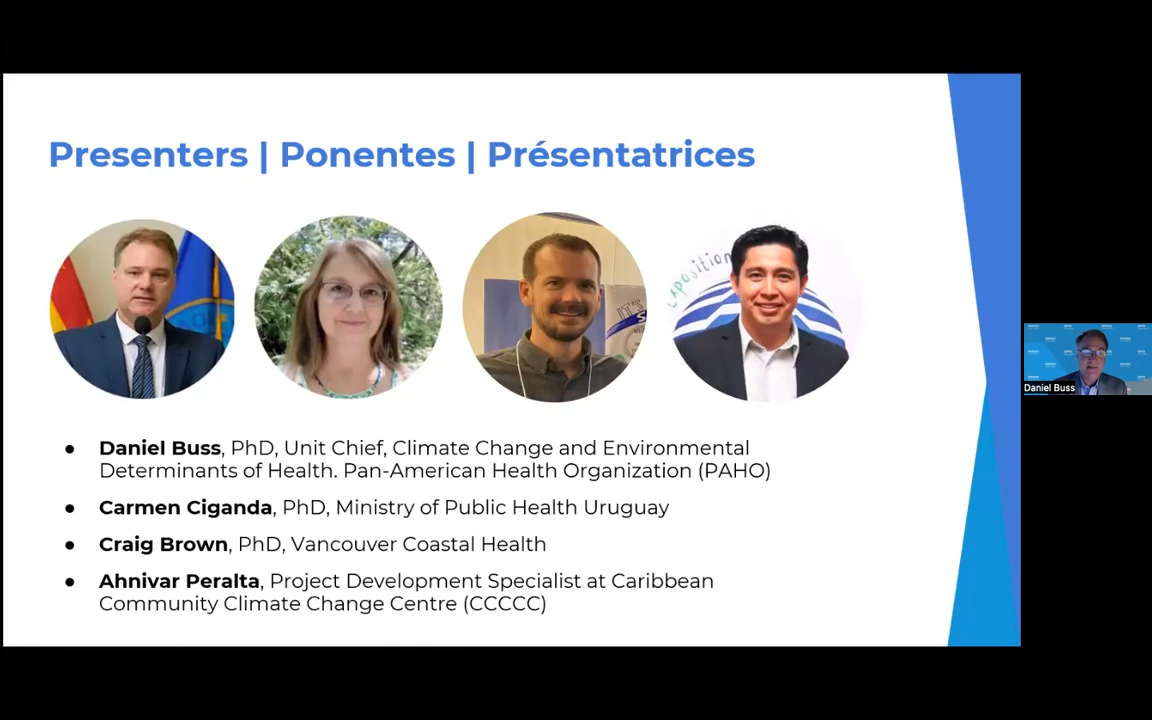 Presenters | Ponentes | Présentatrices
Exposition
IT'S
● Daniel Buss, PhD, Unit Chief, Climate Change and Environmental
Determinants of Health. Pan-American Health Organization (PAHO)
● Carmen Ciganda, PhD, Ministry of Public Health Uruguay
● Craig Brown, PhD, Vancouver Coastal Health
● Ahnivar Peralta, Project Development Specialist at Caribbean
Community Climate Change Centre (CCCCC)
Daniel Buss